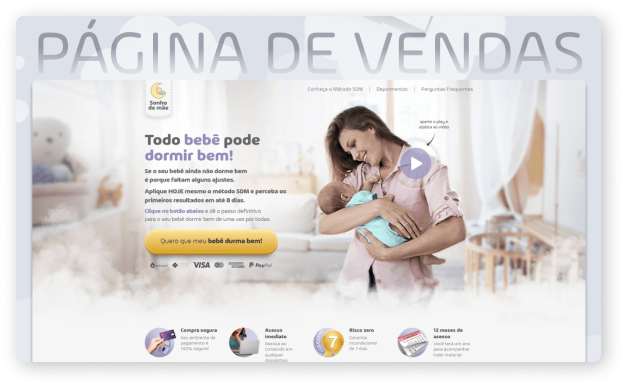 PÁGINA DE VENDAS
Sonho
de mãe
Conheça o Método SDM | Depoimentos | Perguntas Frequentes
aperte o play e
assista ao vídeo
Todo bebê pode
dormir bem!
Se o seu bebê ainda não dorme bem
é porque faltam alguns ajustes.
Aplique HOJE mesmo o método SDM e perceba os
primeiros resultados em até 8 dias.
Clique no botão abaixo e dê o passo definitivo
para o seu bebê dormir bem de uma vez por todas.
Quero que meu bebê durma bem!
VISA
PayPal
Compra segura
Seu ambiente de
pagamento é
100% seguro!
Acesso
imediato
Assista ao
conteúdo em
qualquer
dispositivo
7
Risco zero
Garantia
incondicional
de 7 dias
12 meses de
acesso
Você terá um ano
para acompanhar
todo material